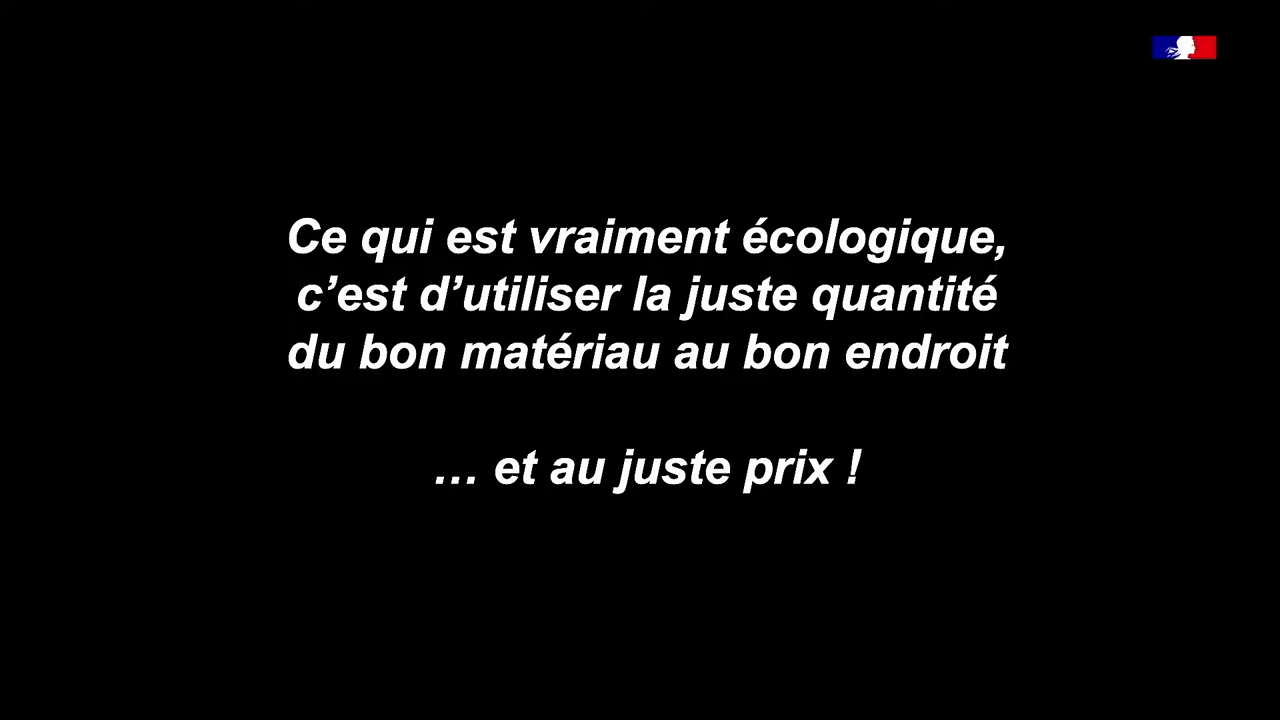 Ce qui est vraiment écologique,
c’est d’utiliser la juste quantité
du bon matériau au bon endroit
… et au juste prix !